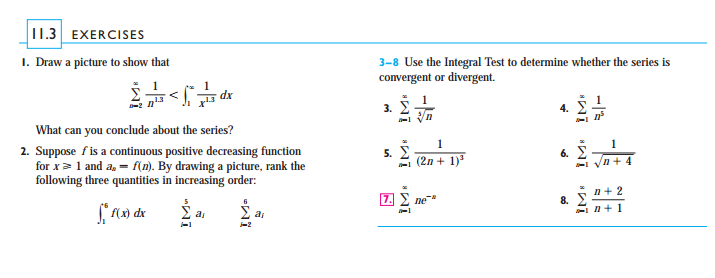 11.3 EXERCISES
1. Draw a picture to show that
∞∑n=2 1/n^1.3 < ∫_1^∞ 1/x^1.3 dx
What can you conclude about the series?
2. Suppose f is a continuous positive decreasing function
for x ≥ 1 and aₙ = f(n). By drawing a picture, rank the
following three quantities in increasing order:
∫_1^6 f(x) dx   5∑i=1 aᵢ   6∑i=2 aᵢ
3–8 Use the Integral Test to determine whether the series is
convergent or divergent.
3. ∞∑n=1 1/⁵√n   4. ∞∑n=1 1/n⁵
5. ∞∑n=1 1/(2n + 1)³   6. ∞∑n=1 1/√(n + 4)
7. ∞∑n=1 ne⁻ⁿ   8. ∞∑n=1 (n + 2)/(n + 1)